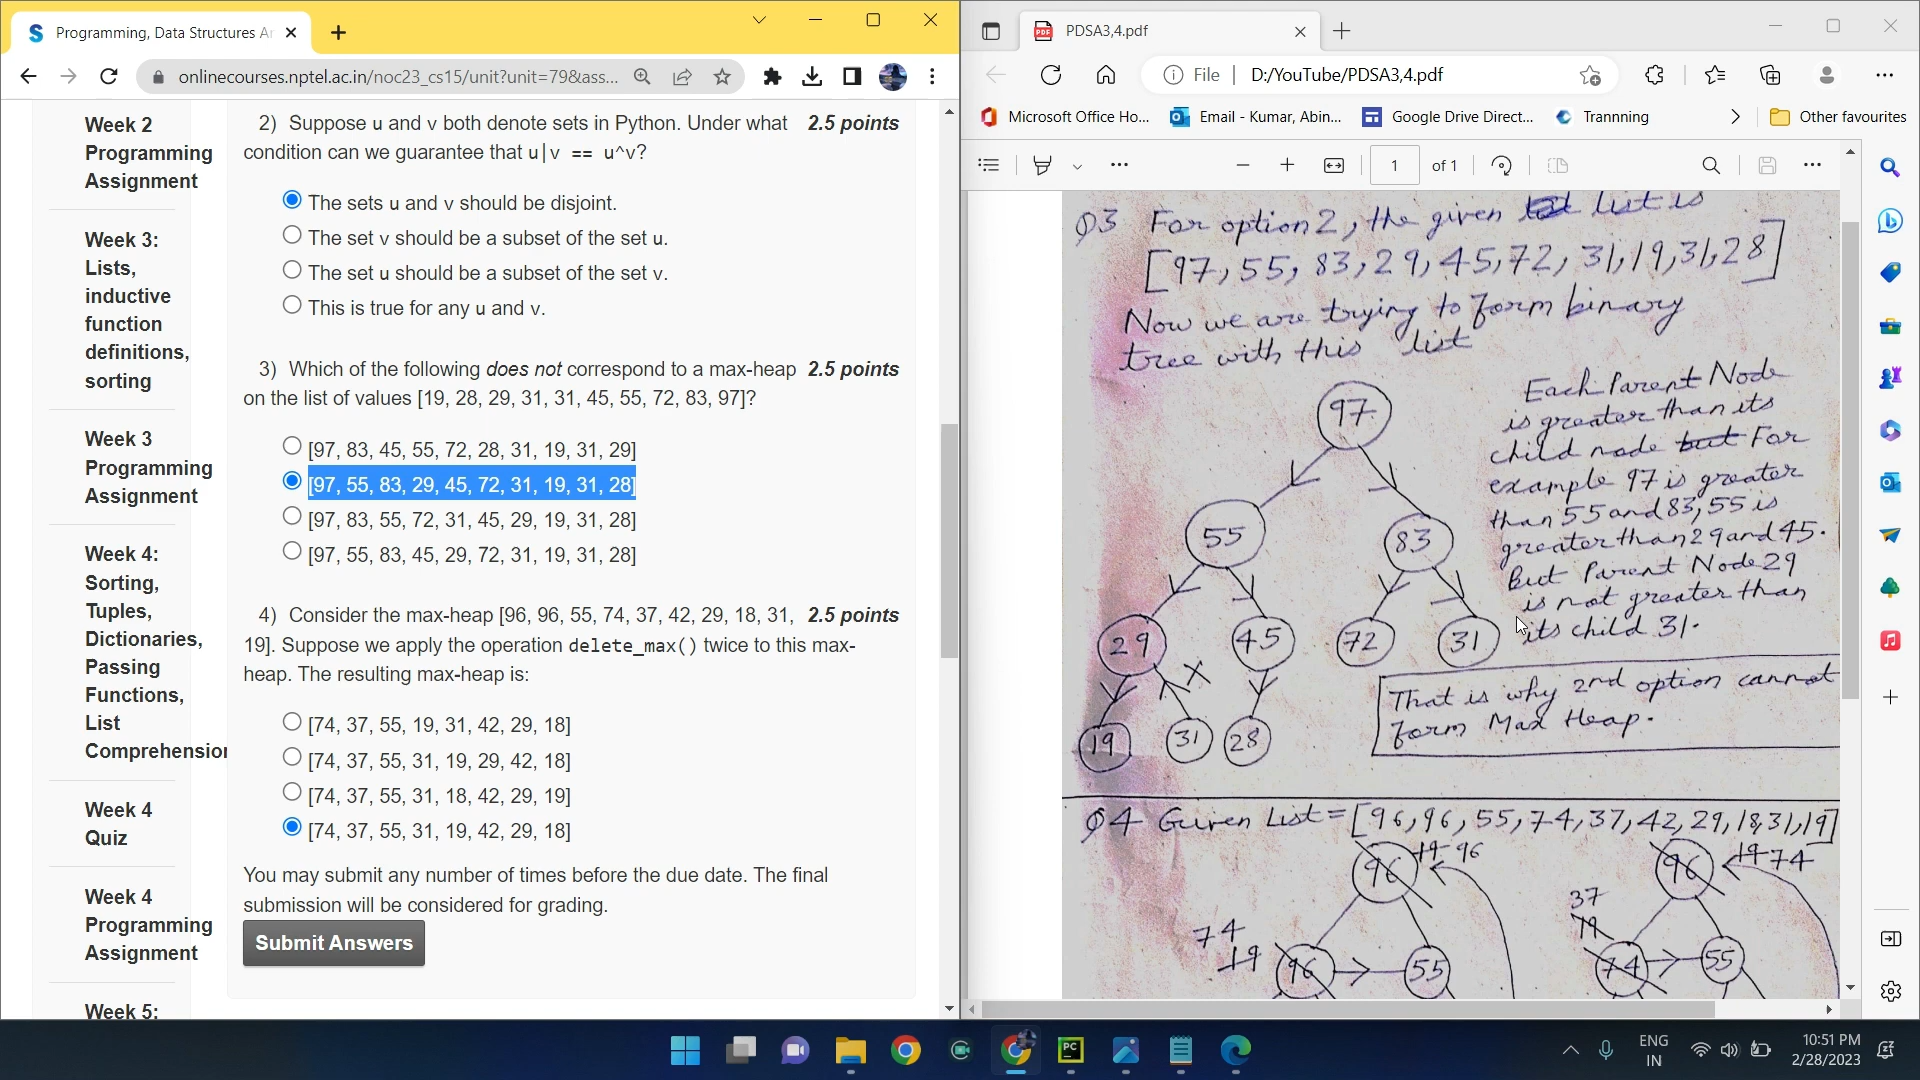 Programming, Data Structures Ar
onlinecourses.nptel.ac.in/noc23_cs15/unit?unit=79&ass...
Week 2
Programming
Assignment
Week 3:
Lists,
inductive
function
definitions,
sorting
Week 3
Programming
Assignment
Week 4:
Sorting,
Tuples,
Dictionaries,
Passing
Functions,
List
Comprehension
Week 4
Quiz
Week 4
Programming
Assignment
Week 5:
2) Suppose u and v both denote sets in Python. Under what 2.5 points
condition can we guarantee that u|v == u^v?
The sets u and v should be disjoint.
The set v should be a subset of the set u.
The set u should be a subset of the set v.
This is true for any u and v.
3) Which of the following does not correspond to a max-heap 2.5 points
on the list of values [19, 28, 29, 31, 31, 45, 55, 72, 83, 97]?
[97, 83, 45, 55, 72, 28, 31, 19, 31, 29]
[97, 55, 83, 29, 45, 72, 31, 19, 31, 28]
[97, 83, 55, 72, 31, 45, 29, 19, 31, 28]
[97, 55, 83, 45, 29, 72, 31, 19, 31, 28]
4) Consider the max-heap [96, 96, 55, 74, 37, 42, 29, 18, 31, 2.5 points
19]. Suppose we apply the operation delete_max() twice to this max-
heap. The resulting max-heap is:
[74, 37, 55, 19, 31, 42, 29, 18]
[74, 37, 55, 31, 19, 29, 42, 18]
[74, 37, 55, 31, 18, 42, 29, 19]
[74, 37, 55, 31, 19, 42, 29, 18]
You may submit any number of times before the due date. The final
submission will be considered for grading.
Submit Answers
PDSA3,4.pdf
File D:/YouTube/PDSA3,4.pdf
Microsoft Office Ho... Email - Kumar, Abin... Google Drive Direct... Trannning Other favourites
1 of 1
Q3 For option 2, the given list is
[97, 55, 83, 29, 45, 72, 31, 19, 31, 28]
Now we are trying to form binary
tree with this list
97
55 83
29 45 72 31
19 31 28
X
Each Parent Node
is greater than its
child node but For
example 97 is greater
than 55 and 83, 55 is
greater than 29 and 45.
But Parent Node 29
is not greater than
its child 31.
That is why 2nd option cannot
form Max Heap.
Q4 Given List = [96, 96, 55, 74, 37, 42, 29, 18, 31, 19]
96 19 96
74
19 96 55
96 19 74
37
19 74 55
ENG
IN
10:51 PM
2/28/2023